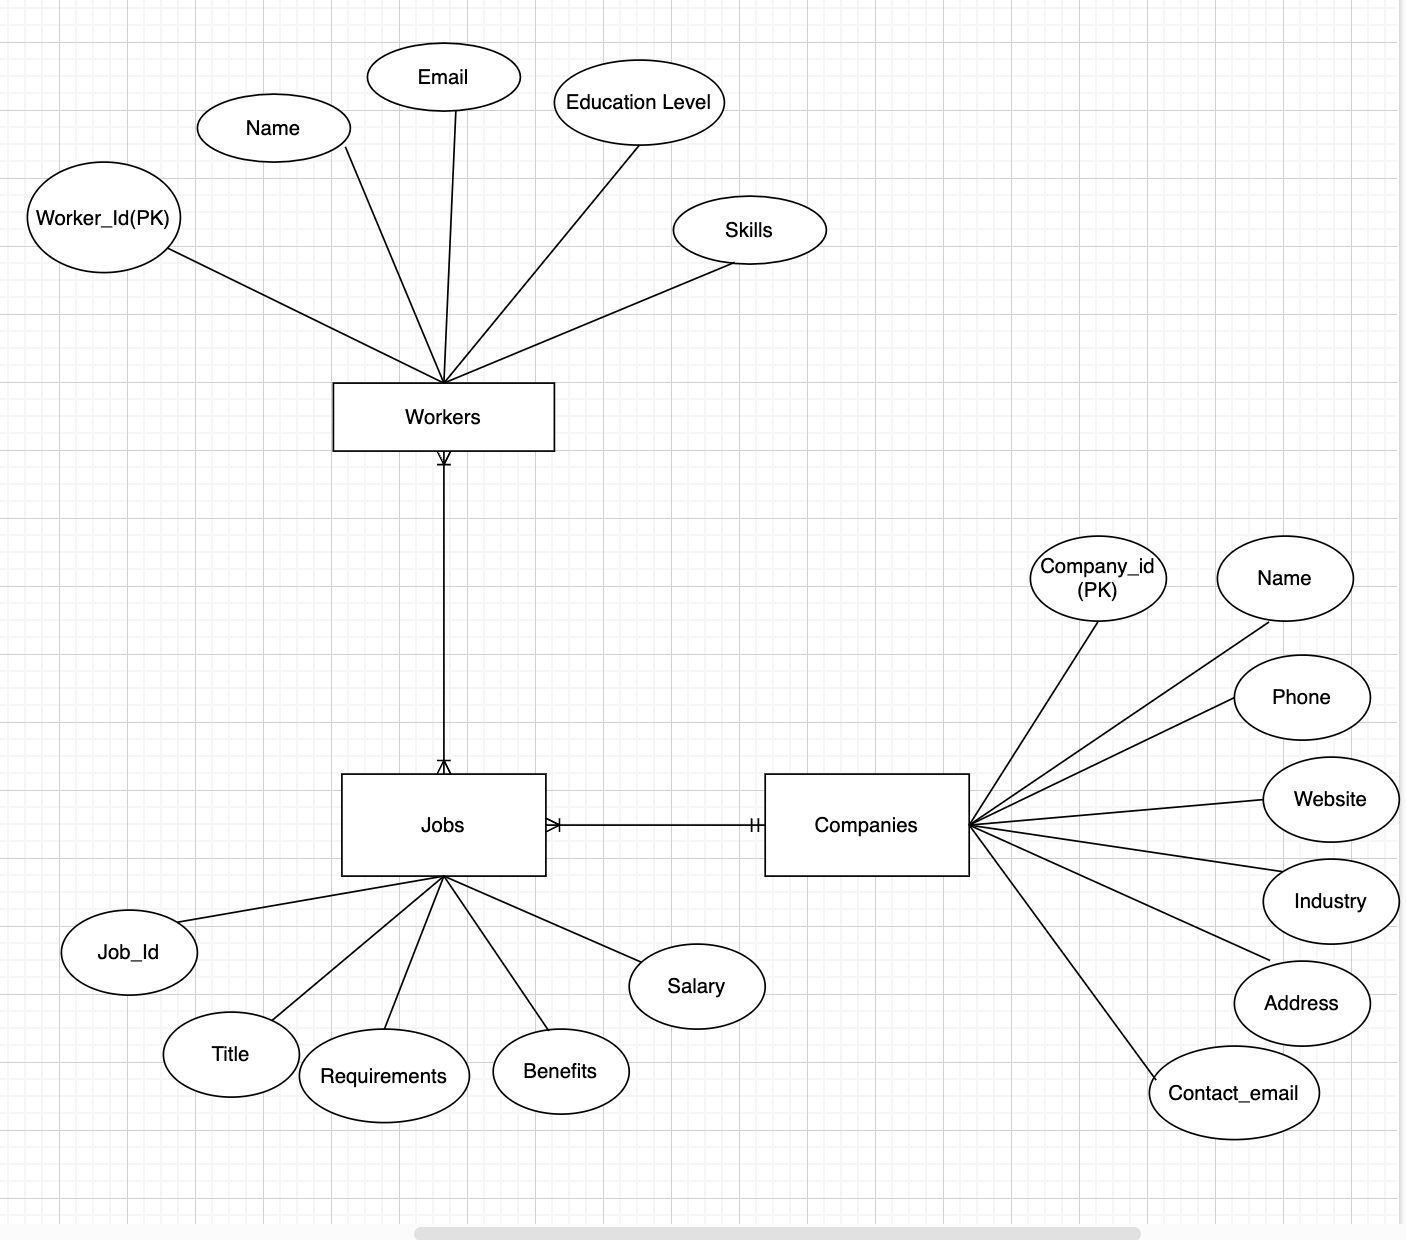 Email
Education Level
Name
Worker_Id(PK)
Skills
Workers
Company_id
(PK)
Name
Phone
Website
Jobs
Companies
Industry
Job_Id
Salary
Address
Title
Requirements
Benefits
Contact_email